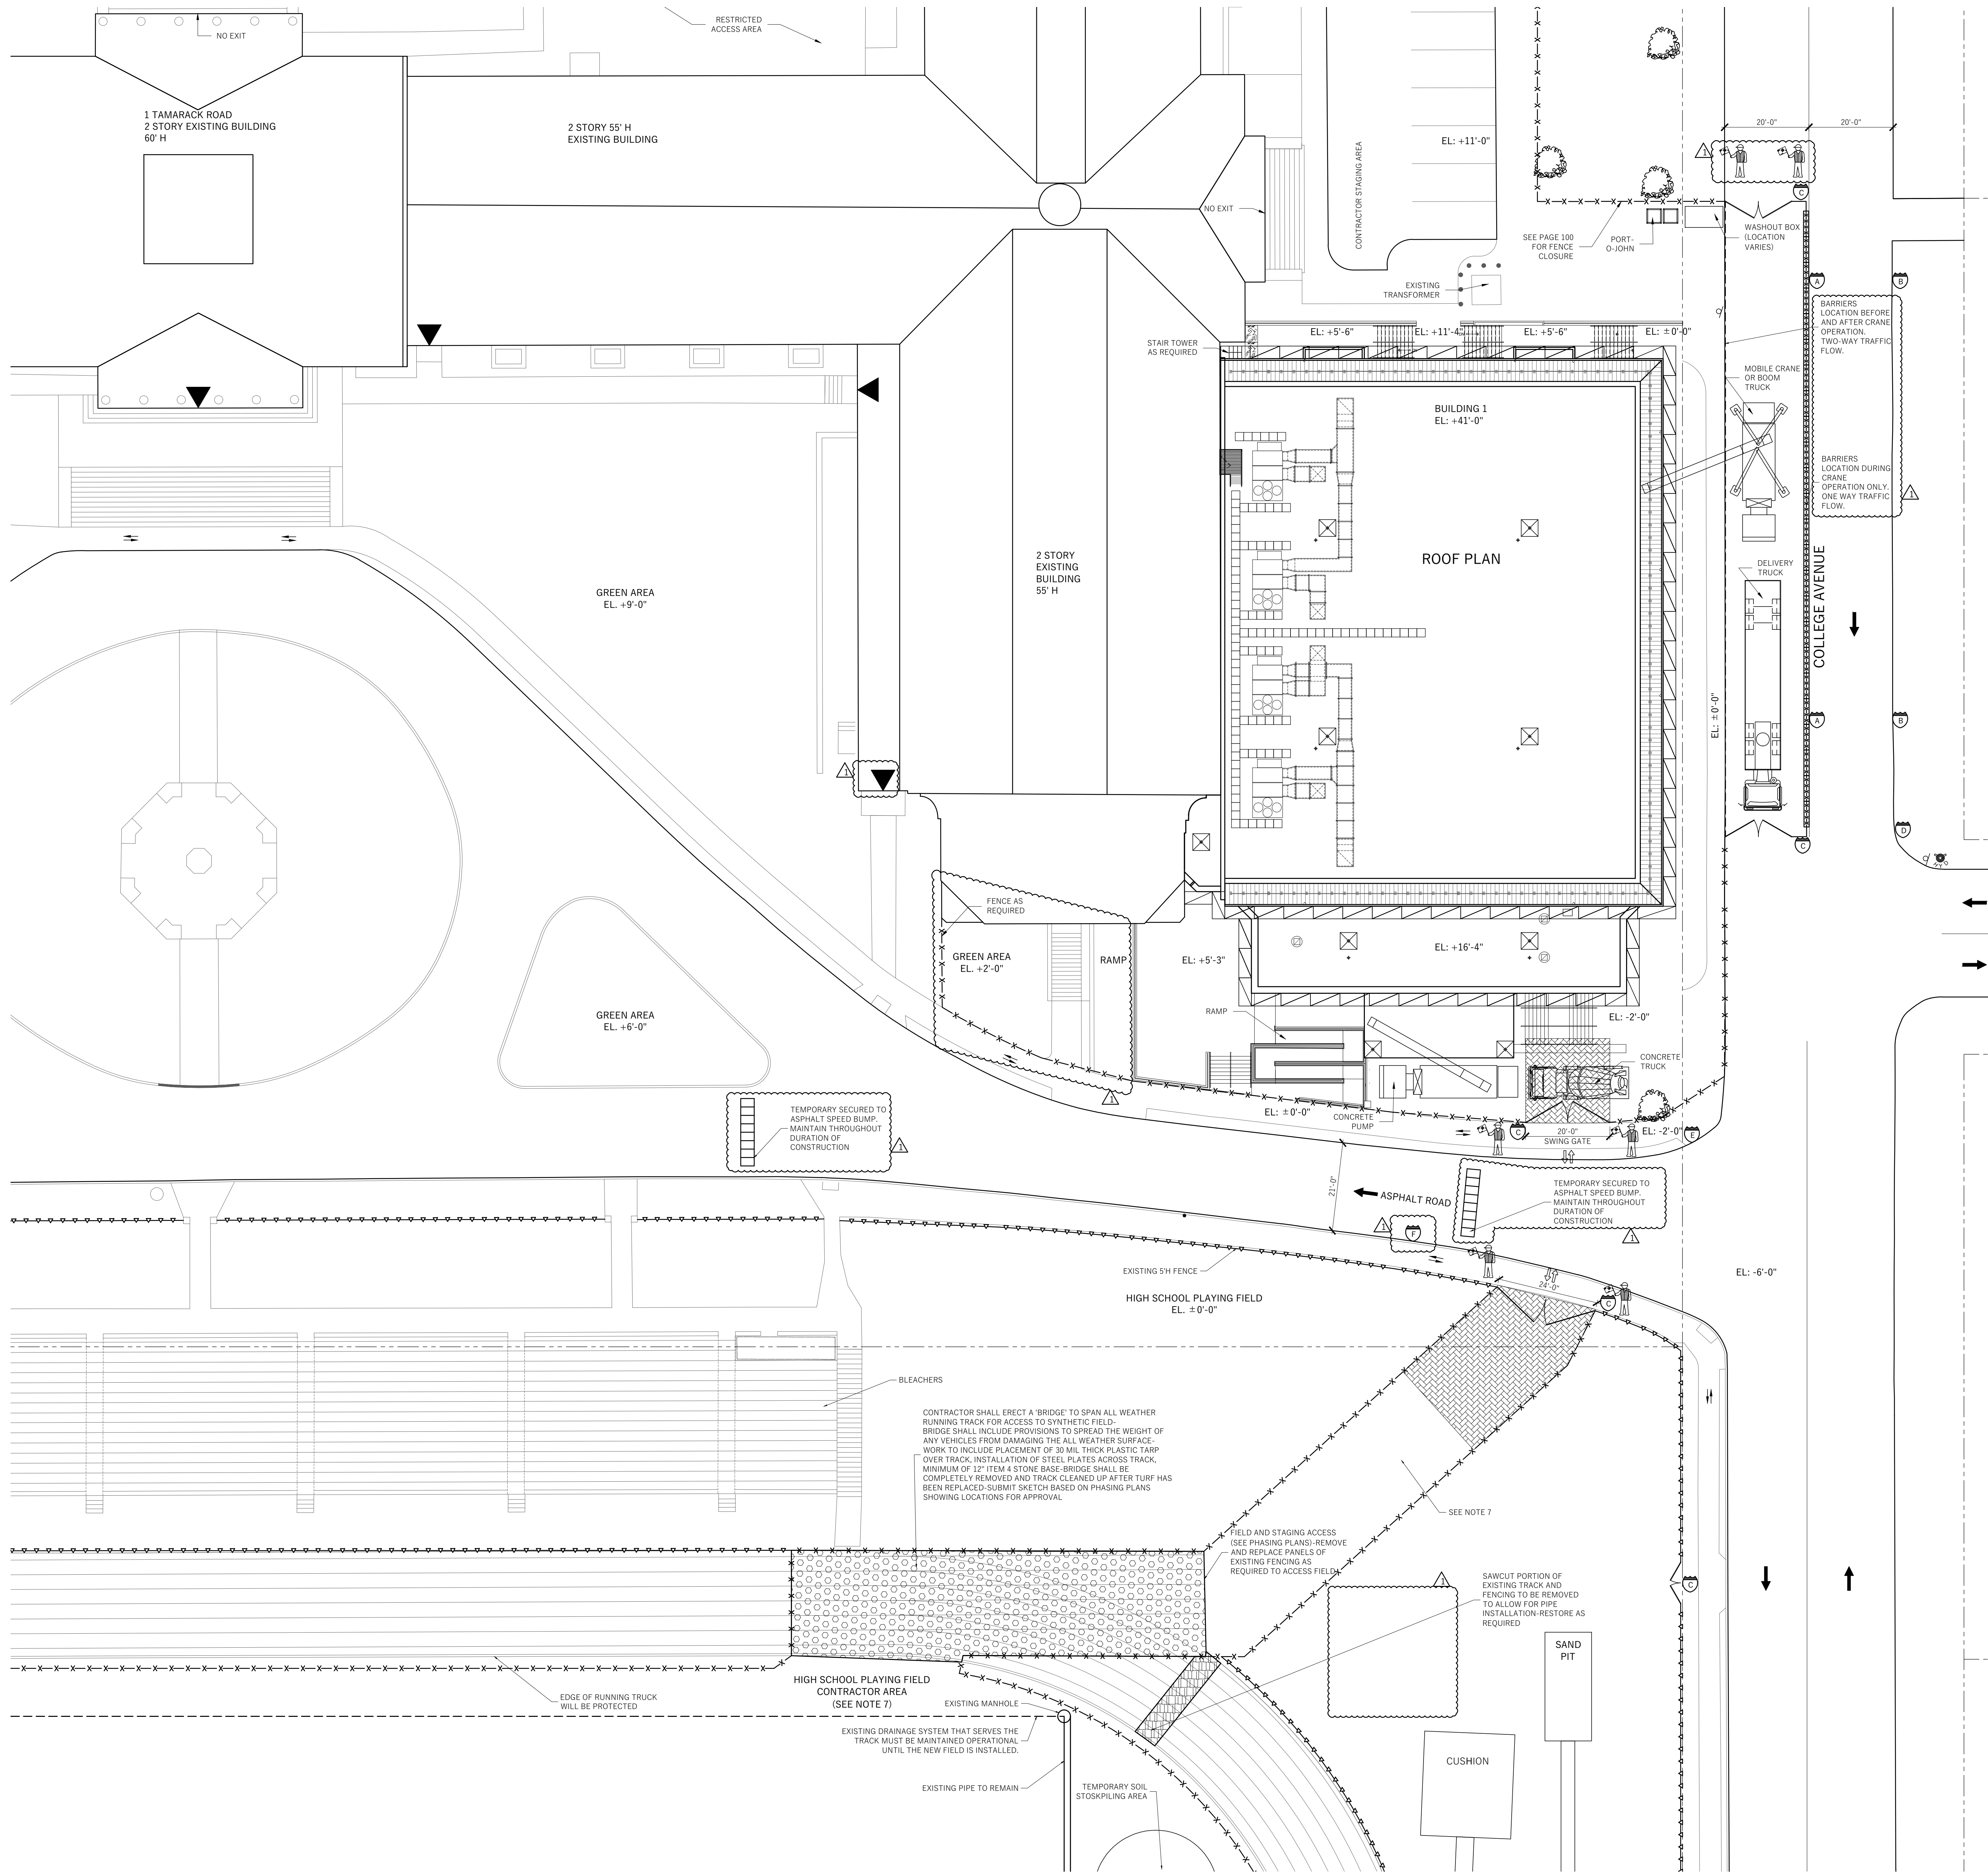 NO EXIT
RESTRICTED
ACCESS AREA
1 TAMARACK ROAD
2 STORY EXISTING BUILDING
60' H
2 STORY 55' H
EXISTING BUILDING
NO EXIT
CONTRACTOR STAGING AREA
EL: +11'-0"
20'-0"
20'-0"
1
C
SEE PAGE 100
FOR FENCE
CLOSURE
PORT-
O-JOHN
WASHOUT BOX
(LOCATION
VARIES)
EXISTING
TRANSFORMER
A
B
BARRIERS
LOCATION BEFORE
AND AFTER CRANE
OPERATION.
TWO-WAY TRAFFIC
FLOW.
STAIR TOWER
AS REQUIRED
EL: +5'-6"
EL: +11'-4"
EL: +5'-6"
EL: ±0'-0"
MOBILE CRANE
OR BOOM
TRUCK
BUILDING 1
EL: +41'-0"
BARRIERS
LOCATION DURING
CRANE
OPERATION ONLY.
ONE WAY TRAFFIC
FLOW.
1
ROOF PLAN
2 STORY
EXISTING
BUILDING
55' H
DELIVERY
TRUCK
COLLEGE AVENUE
GREEN AREA
EL. +9'-0"
EL: ±0'-0"
A
B
1
D
C
FENCE AS
REQUIRED
GREEN AREA
EL. +2'-0"
RAMP
EL: +5'-3"
EL: +16'-4"
GREEN AREA
EL. +6'-0"
RAMP
EL: -2'-0"
CONCRETE
TRUCK
1
EL: ±0'-0"
CONCRETE
PUMP
C
20'-0"
SWING GATE
EL: -2'-0"
E
TEMPORARY SECURED TO
ASPHALT SPEED BUMP.
MAINTAIN THROUGHOUT
DURATION OF
CONSTRUCTION
1
21'-0"
ASPHALT ROAD
TEMPORARY SECURED TO
ASPHALT SPEED BUMP.
MAINTAIN THROUGHOUT
DURATION OF
CONSTRUCTION
1
1
F
EXISTING 5'H FENCE
24'-0"
C
EL: -6'-0"
HIGH SCHOOL PLAYING FIELD
EL. ±0'-0"
BLEACHERS
CONTRACTOR SHALL ERECT A 'BRIDGE' TO SPAN ALL WEATHER
RUNNING TRACK FOR ACCESS TO SYNTHETIC FIELD-
BRIDGE SHALL INCLUDE PROVISIONS TO SPREAD THE WEIGHT OF
ANY VEHICLES FROM DAMAGING THE ALL WEATHER SURFACE-
WORK TO INCLUDE PLACEMENT OF 30 MIL THICK PLASTIC TARP
OVER TRACK, INSTALLATION OF STEEL PLATES ACROSS TRACK,
MINIMUM OF 12" ITEM 4 STONE BASE-BRIDGE SHALL BE
COMPLETELY REMOVED AND TRACK CLEANED UP AFTER TURF HAS
BEEN REPLACED-SUBMIT SKETCH BASED ON PHASING PLANS
SHOWING LOCATIONS FOR APPROVAL
SEE NOTE 7
FIELD AND STAGING ACCESS
(SEE PHASING PLANS)-REMOVE
AND REPLACE PANELS OF
EXISTING FENCING AS
REQUIRED TO ACCESS FIELD
1
SAWCUT PORTION OF
EXISTING TRACK AND
FENCING TO BE REMOVED
TO ALLOW FOR PIPE
INSTALLATION-RESTORE AS
REQUIRED
C
SAND
PIT
EDGE OF RUNNING TRUCK
WILL BE PROTECTED
HIGH SCHOOL PLAYING FIELD
CONTRACTOR AREA
(SEE NOTE 7)
EXISTING MANHOLE
EXISTING DRAINAGE SYSTEM THAT SERVES THE
TRACK MUST BE MAINTAINED OPERATIONAL
UNTIL THE NEW FIELD IS INSTALLED.
CUSHION
EXISTING PIPE TO REMAIN
TEMPORARY SOIL
STOSKPILING AREA